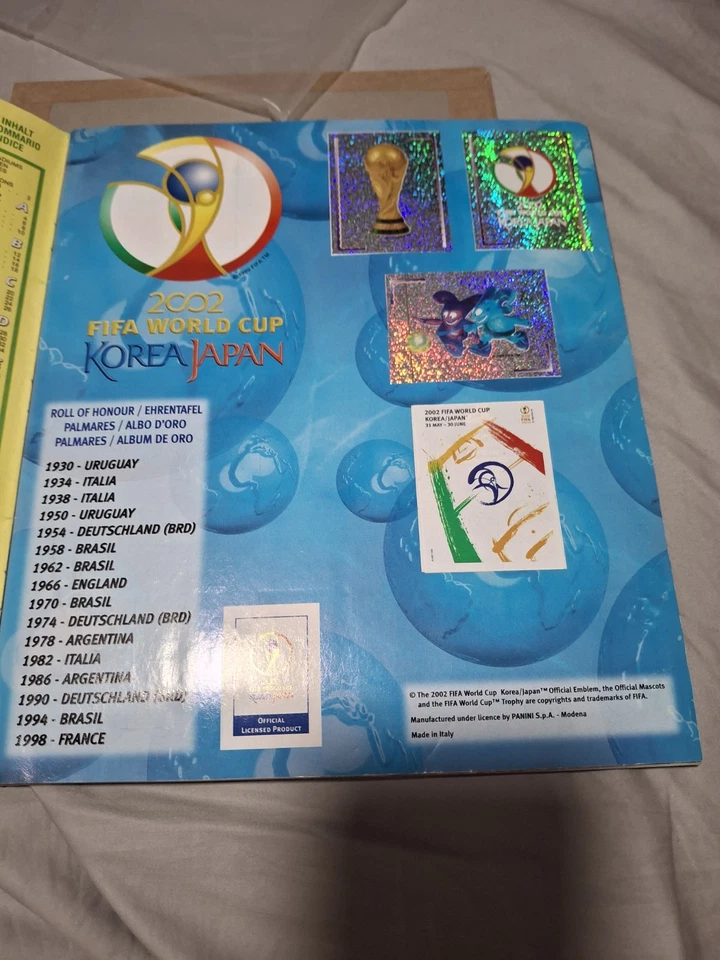 INHALT
OMMARIO
NDICE
2002
FIFA WORLD CUP
KOREA JAPAN
ROLL OF HONOUR / EHRENTAFEL
PALMARES / ALBO D'ORO
PALMARES / ALBUM DE ORO
1930 - URUGUAY
1934 - ITALIA
1938 - ITALIA
1950 - URUGUAY
1954 - DEUTSCHLAND (BRD)
1958 - BRASIL
1962 - BRASIL
1966 - ENGLAND
1970 - BRASIL
1974 - DEUTSCHLAND (BRD)
1978 - ARGENTINA
1982 - ITALIA
1986 - ARGENTINA
1990 - DEUTSCHLAND (BRD)
1994 - BRASIL
1998 - FRANCE
OFFICIAL
LICENSED PRODUCT
KOREA JAPAN
2002 FIFA WORLD CUP
KOREA/JAPAN
31 MAY - 30 JUNE
© The 2002 FIFA World Cup Korea/Japan™ Official Emblem, the Official Mascots
and the FIFA World Cup™ Trophy are copyrights and trademarks of FIFA.
Manufactured under licence by PANINI S.p.A. - Modena
Made in Italy